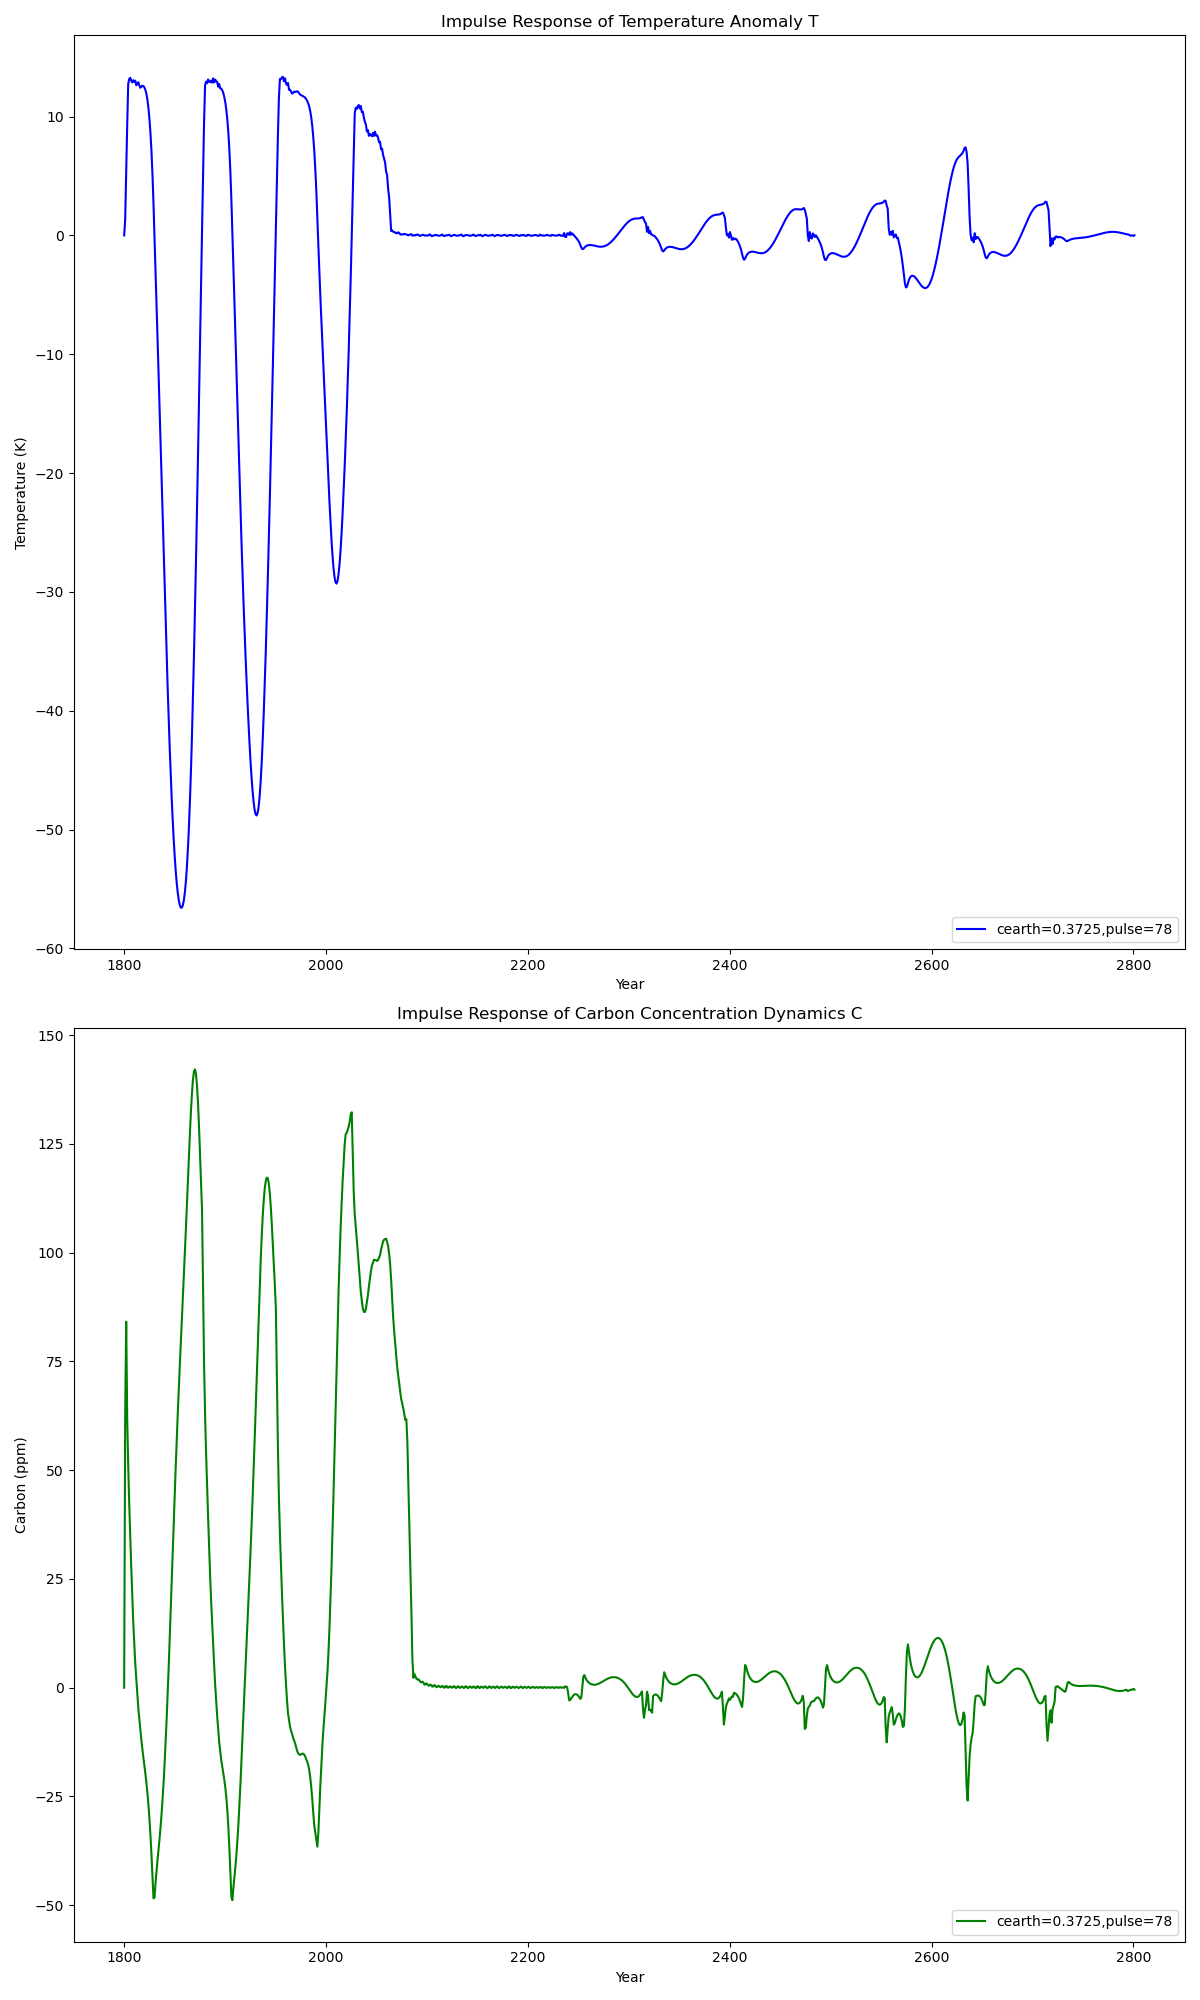 Impulse Response of Temperature Anomaly T
10
0
−10
−20
−30
−40
−50
−60
Temperature (K)
cearth=0.3725,pulse=78
1800 2000 2200 2400 2600 2800
Year
Impulse Response of Carbon Concentration Dynamics C
150
125
100
75
50
25
0
−25
−50
Carbon (ppm)
cearth=0.3725,pulse=78
1800 2000 2200 2400 2600 2800
Year